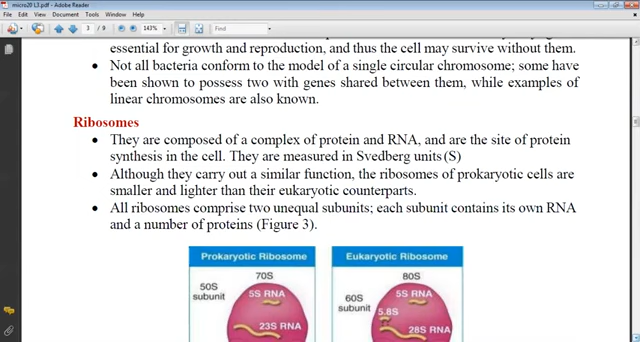 micro20 L3.pdf - Adobe Reader
File Edit View Window Help
3 / 9 143% Find
essential for growth and reproduction, and thus the cell may survive without them.
• Not all bacteria conform to the model of a single circular chromosome; some have
been shown to possess two with genes shared between them, while examples of
linear chromosomes are also known.
Ribosomes
• They are composed of a complex of protein and RNA, and are the site of protein
synthesis in the cell. They are measured in Svedberg units (S)
• Although they carry out a similar function, the ribosomes of prokaryotic cells are
smaller and lighter than their eukaryotic counterparts.
• All ribosomes comprise two unequal subunits; each subunit contains its own RNA
and a number of proteins (Figure 3).
Prokaryotic Ribosome
70S
50S
subunit
5S RNA
23S RNA
Eukaryotic Ribosome
80S
60S
subunit
5S RNA
5.8S
28S RNA